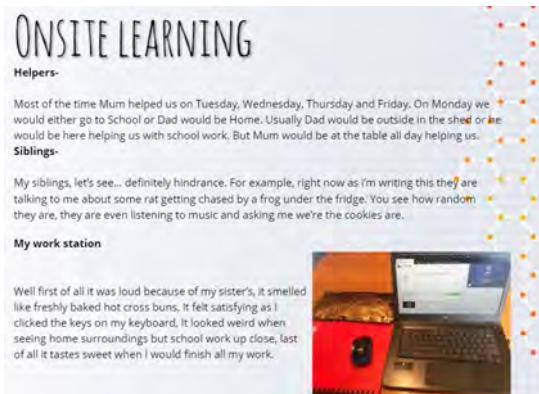 ONSITE LEARNING
Helpers-
Most of the time Mum helped us on Tuesday, Wednesday, Thursday and Friday. On Monday we
would either go to School or Dad would be Home. Usually Dad would be outside in the shed or he
would be here helping us with school work. But Mum would be at the table all day helping us.
Siblings-
My siblings, let's see... definitely hindrance. For example, right now as i'm writing this they are
talking to me about some rat getting chased by a frog under the fridge. You see how random
they are, they are even listening to music and asking me we're the cookies are.
My work station
Well first of all it was loud because of my sister's, it smelled
like freshly baked hot cross buns, It felt satisfying as I
clicked the keys on my keyboard, It looked weird when
seeing home surroundings but school work up close, last
of all it tastes sweet when I would finish all my work.